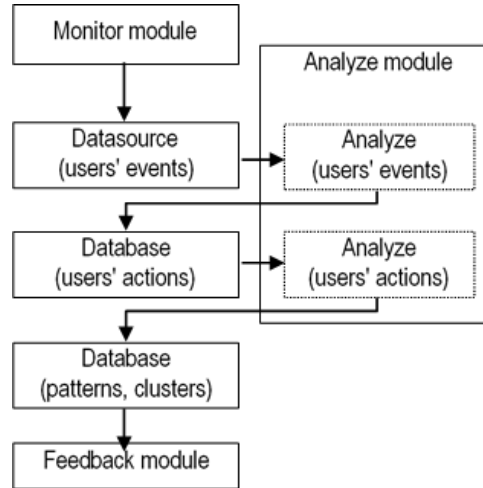 Monitor module
Analyze module
Datasource
(users' events)
Analyze
(users' events)
Database
(users' actions)
Analyze
(users' actions)
Database
(patterns, clusters)
Feedback module